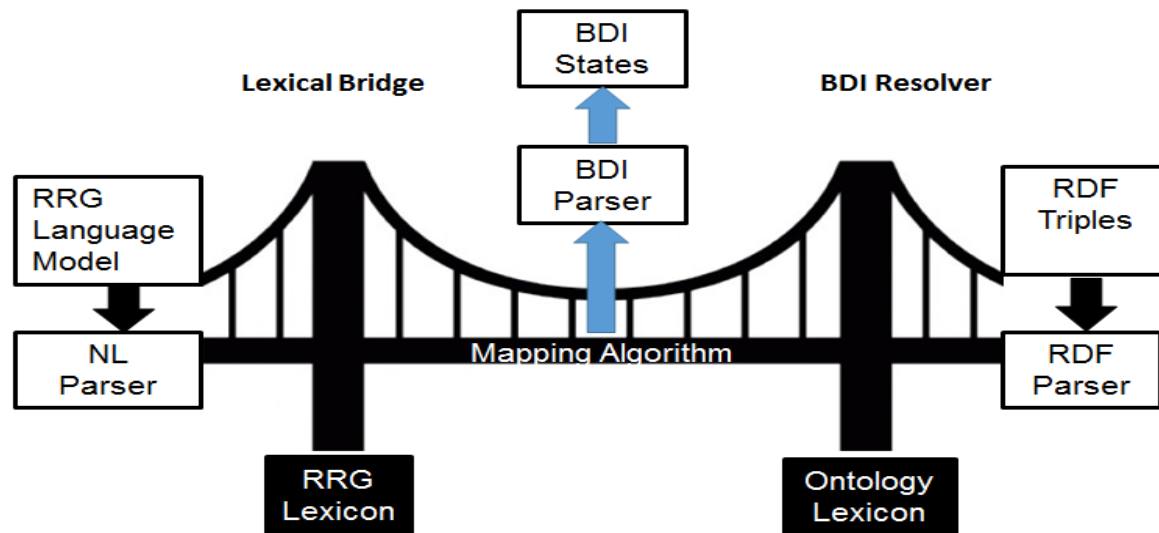 BDI
States
Lexical Bridge
BDI Resolver
BDI
Parser
RRG
Language
Model
RDF
Triples
NL
Parser
Mapping Algorithm
RDF
Parser
RRG
Lexicon
Ontology
Lexicon